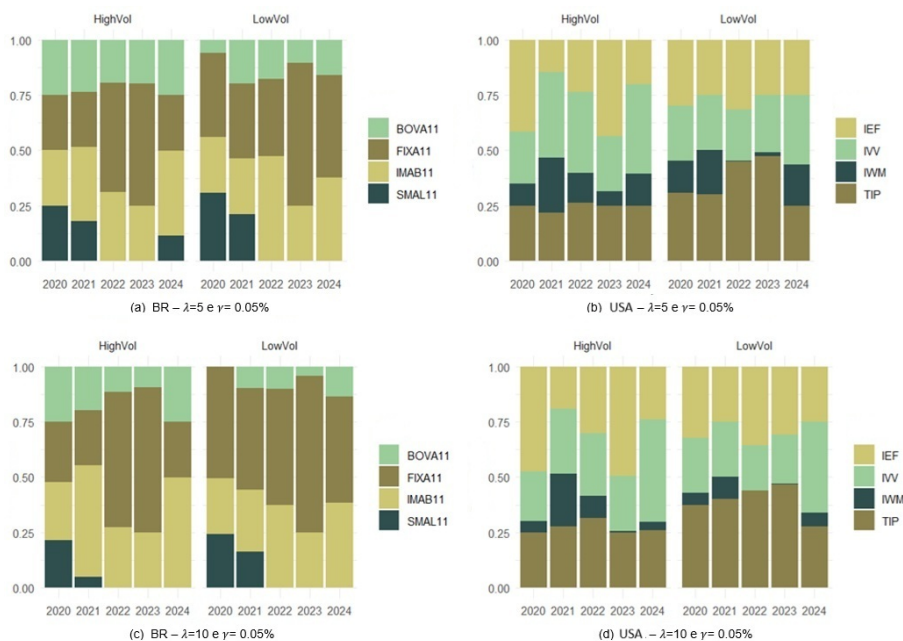 HighVol LowVol
1.00
0.75
0.50
0.25
0.00
2020 2021 2022 2023 2024 2020 2021 2022 2023 2024
BOVA11
FIXA11
IMAB11
SMAL11
(a) BR – λ=5 e γ= 0.05%
HighVol LowVol
1.00
0.75
0.50
0.25
0.00
2020 2021 2022 2023 2024 2020 2021 2022 2023 2024
IEF
IVV
IWM
TIP
(b) USA – λ=5 e γ= 0.05%
HighVol LowVol
1.00
0.75
0.50
0.25
0.00
2020 2021 2022 2023 2024 2020 2021 2022 2023 2024
BOVA11
FIXA11
IMAB11
SMAL11
(c) BR – λ=10 e γ= 0.05%
HighVol LowVol
1.00
0.75
0.50
0.25
0.00
2020 2021 2022 2023 2024 2020 2021 2022 2023 2024
IEF
IVV
IWM
TIP
(d) USA – λ=10 e γ= 0.05%